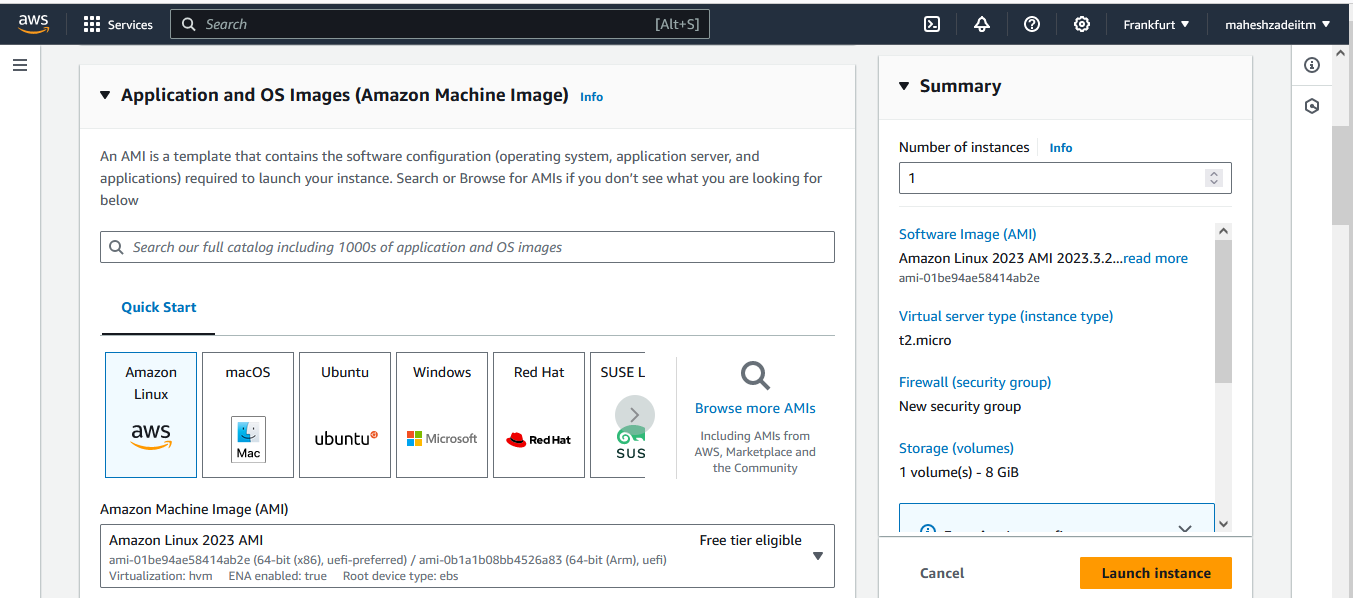 aws
Services
Search
[Alt+S]
Frankfurt
maheshzadeiitm
Application and OS Images (Amazon Machine Image)
Info
An AMI is a template that contains the software configuration (operating system, application server, and
applications) required to launch your instance. Search or Browse for AMIs if you don’t see what you are looking for
below
Search our full catalog including 1000s of application and OS images
Quick Start
Amazon
Linux
aws
macOS
Mac
Ubuntu
ubuntu
Windows
Microsoft
Red Hat
Red Hat
SUSE L
SUS
Browse more AMIs
Including AMIs from
AWS, Marketplace and
the Community
Amazon Machine Image (AMI)
Amazon Linux 2023 AMI
Free tier eligible
ami-01be94ae58414ab2e (64-bit (x86), uefi-preferred) / ami-0b1a1b08bb4526a83 (64-bit (Arm), uefi)
Virtualization: hvm ENA enabled: true Root device type: ebs
Summary
Number of instances
Info
1
Software Image (AMI)
Amazon Linux 2023 AMI 2023.3.2...read more
ami-01be94ae58414ab2e
Virtual server type (instance type)
t2.micro
Firewall (security group)
New security group
Storage (volumes)
1 volume(s) - 8 GiB
Cancel
Launch instance